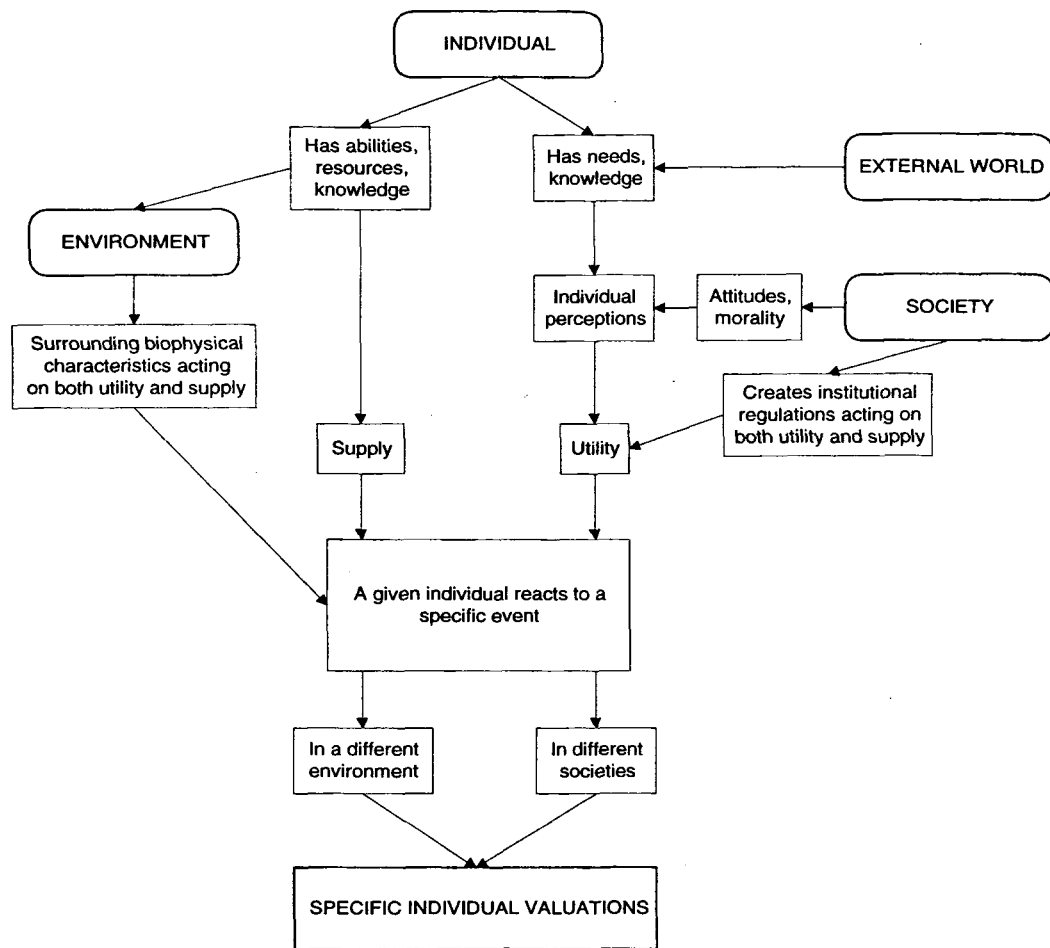 INDIVIDUAL
Has abilities,
resources,
knowledge
Has needs,
knowledge
EXTERNAL WORLD
ENVIRONMENT
Individual
perceptions
Attitudes,
morality
SOCIETY
Surrounding biophysical
characteristics acting
on both utility and supply
Creates institutional
regulations acting on
both utility and supply
Supply
Utility
A given individual reacts to a
specific event
In a different
environment
In different
societies
SPECIFIC INDIVIDUAL VALUATIONS